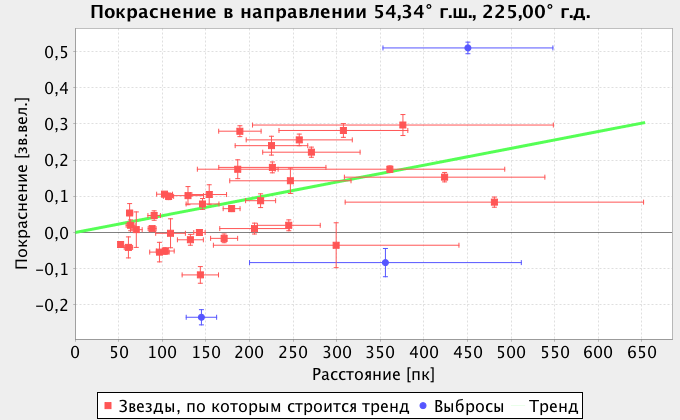 Покраснение в направлении 54,34° г.ш., 225,00° г.д.
Покраснение [зв.вел.]
0,5
0,4
0,3
0,2
0,1
0,0
-0,1
-0,2
0 50 100 150 200 250 300 350 400 450 500 550 600 650
Расстояние [пк]
Звезды, по которым строится тренд Выбросы Тренд